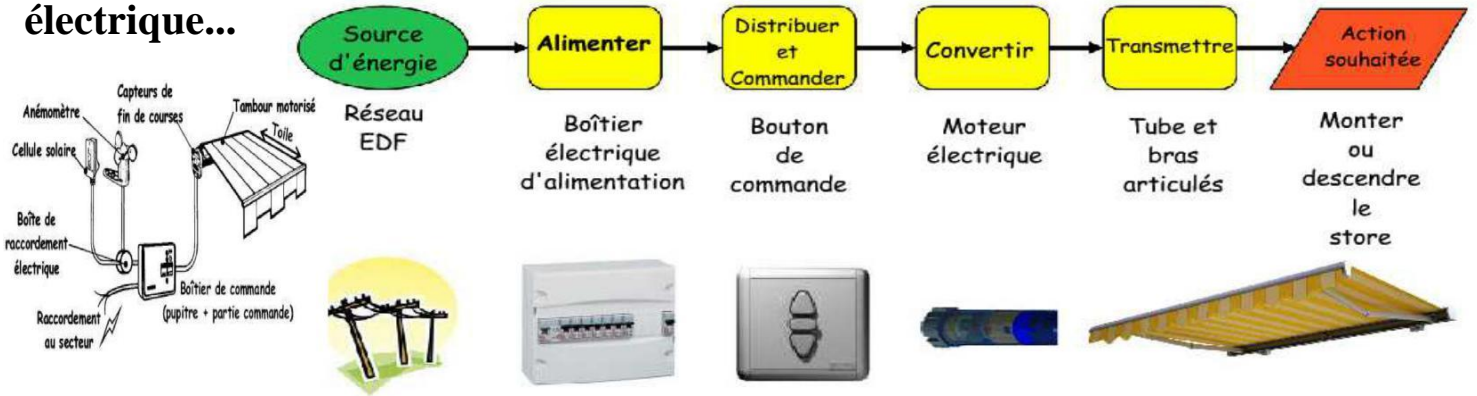 électrique...
Source
d'énergie
Alimenter
Distribuer
et
Commander
Convertir
Transmettre
Action
souhaitée
Réseau
EDF
Boîtier
électrique
d'alimentation
Bouton
de
commande
Moteur
électrique
Tube et
bras
articulés
Monter
ou
descendre
le
store
Capteurs de
fin de courses
Anémomètre
Tambour motorisé
Toile
Cellule solaire
Boîte de
raccordement
électrique
Boîtier de commande
(pupitre + partie commande)
Raccordement
au secteur